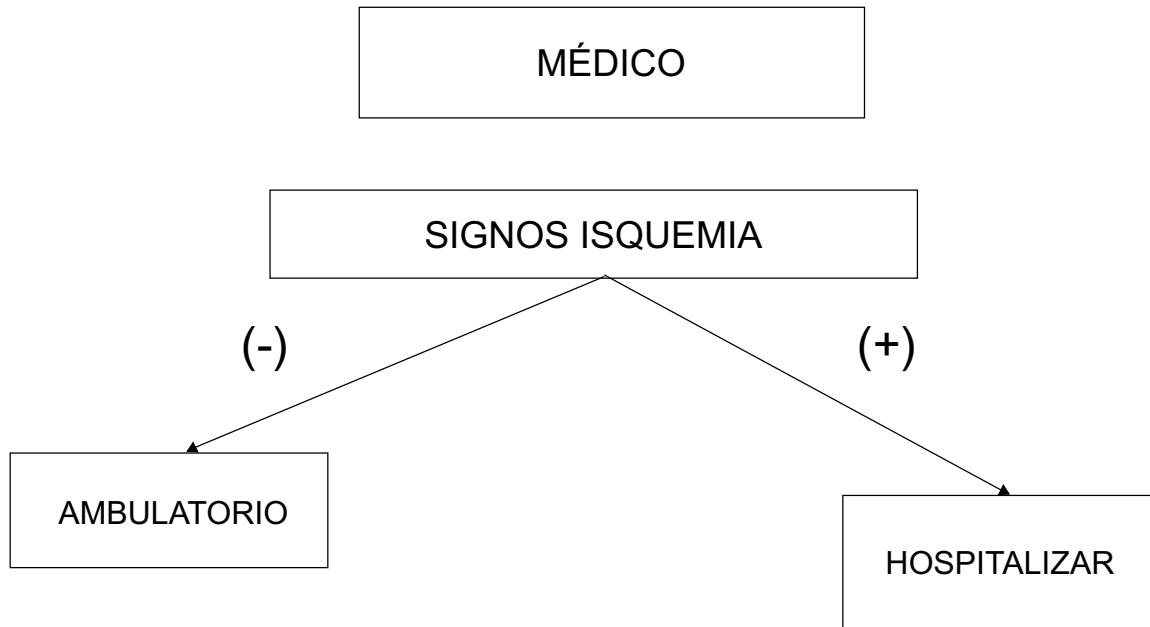 MÉDICO
SIGNOS ISQUEMIA
(-)
(+)
AMBULATORIO
HOSPITALIZAR